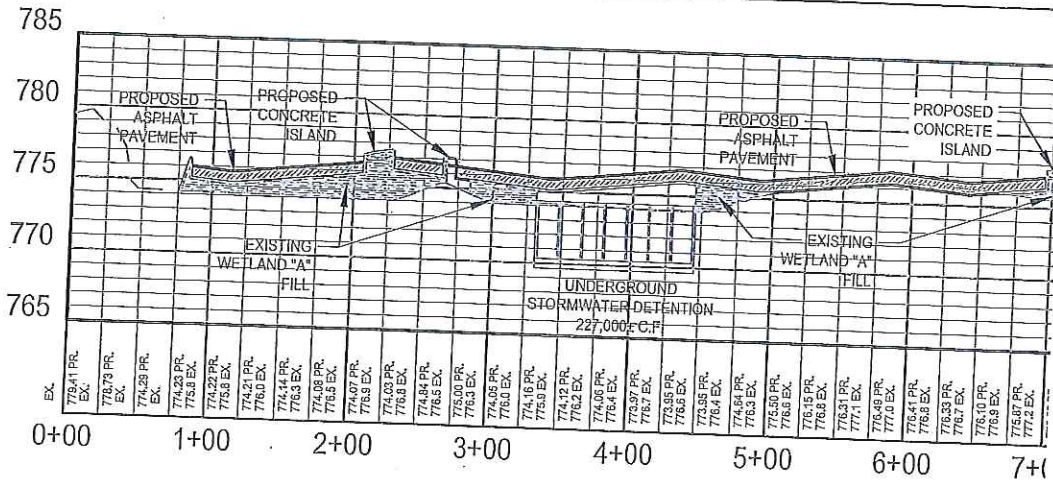 785
780
775
770
765
PROPOSED
ASPHALT
PAVEMENT
PROPOSED
CONCRETE
ISLAND
PROPOSED
ASPHALT
PAVEMENT
PROPOSED
CONCRETE
ISLAND
EXISTING
WETLAND "A"
FILL
UNDERGROUND
STORMWATER DETENTION
227,000± C.F.
EXISTING
WETLAND "A"
FILL
EX.
779.41 PR.
EX.
778.73 PR.
EX.
774.29 PR.
EX.
774.23 PR.
775.8 EX.
774.22 PR.
775.8 EX.
774.21 PR.
776.0 EX.
774.14 PR.
776.3 EX.
774.08 PR.
776.6 EX.
774.07 PR.
776.9 EX.
774.03 PR.
776.8 EX.
774.84 PR.
776.5 EX.
775.00 PR.
776.3 EX.
774.05 PR.
776.0 EX.
774.16 PR.
775.9 EX.
774.12 PR.
776.2 EX.
774.06 PR.
776.4 EX.
773.97 PR.
776.7 EX.
773.95 PR.
776.6 EX.
773.95 PR.
776.4 EX.
774.64 PR.
776.3 EX.
775.50 PR.
776.6 EX.
776.15 PR.
776.8 EX.
776.31 PR.
777.1 EX.
776.49 PR.
777.0 EX.
776.41 PR.
776.8 EX.
776.33 PR.
776.7 EX.
776.10 PR.
776.9 EX.
775.87 PR.
777.2 EX.
0+00
1+00
2+00
3+00
4+00
5+00
6+00